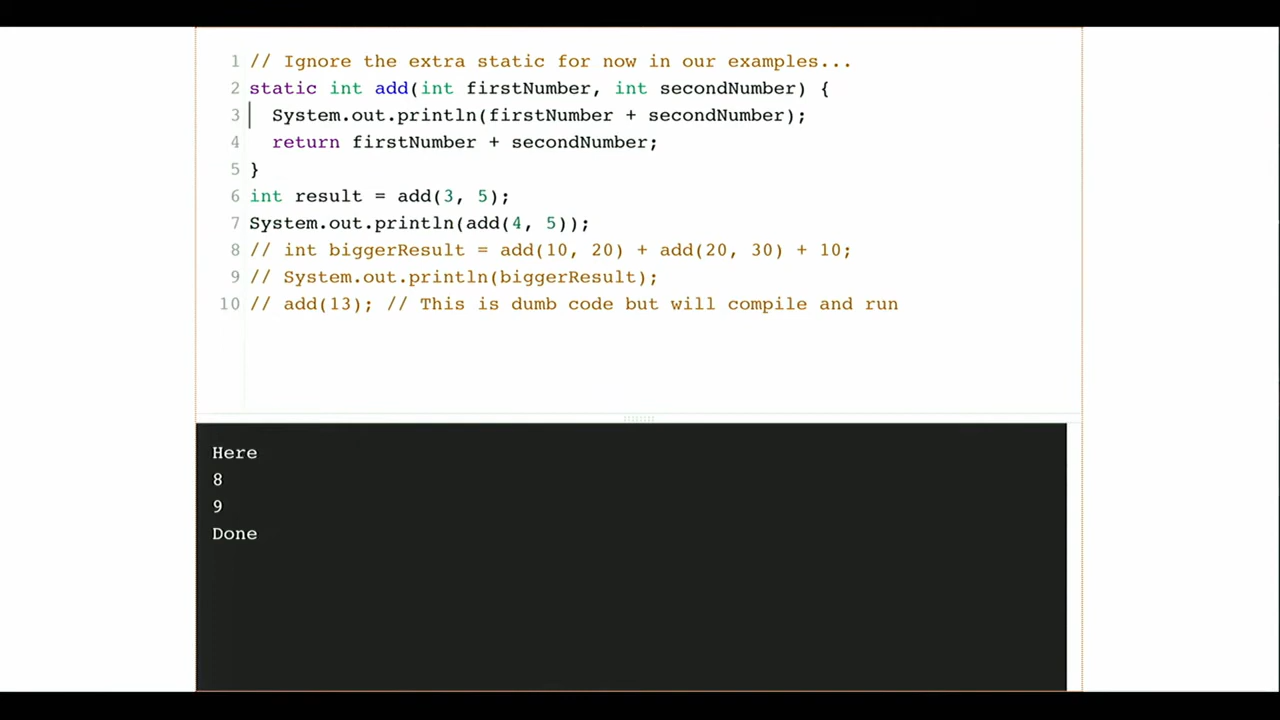 1 // Ignore the extra static for now in our examples...
2 static int add(int firstNumber, int secondNumber) {
3   System.out.println(firstNumber + secondNumber);
4   return firstNumber + secondNumber;
5 }
6 int result = add(3, 5);
7 System.out.println(add(4, 5));
8 // int biggerResult = add(10, 20) + add(20, 30) + 10;
9 // System.out.println(biggerResult);
10 // add(13); // This is dumb code but will compile and run
Here
8
9
Done